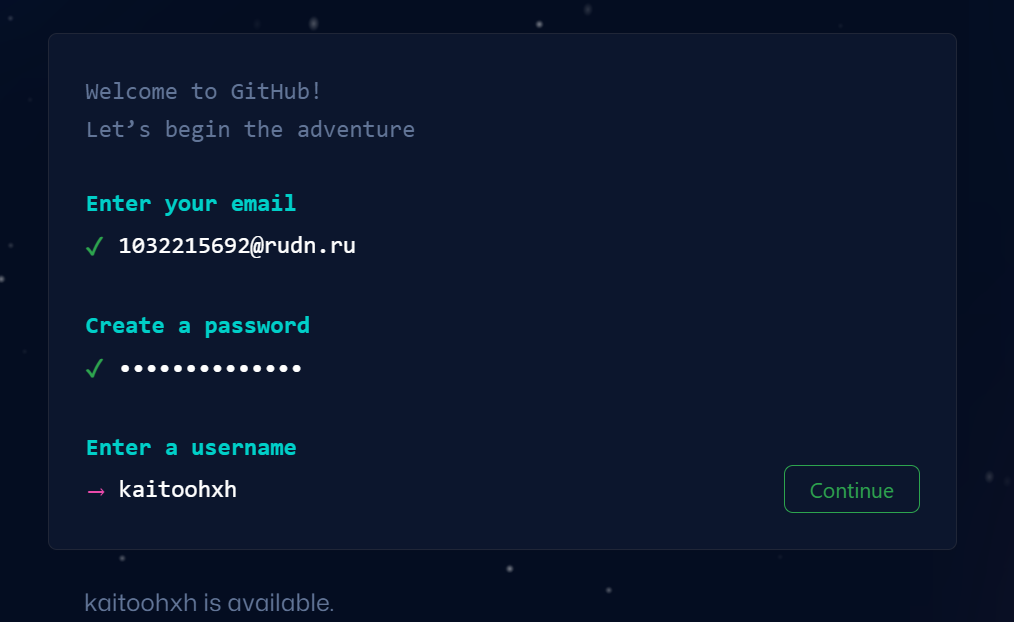 Welcome to GitHub!
Let’s begin the adventure
Enter your email
✓ 1032215692@rudn.ru
Create a password
✓ ••••••••••••••
Enter a username
→ kaitoohxh
Continue
kaitoohxh is available.